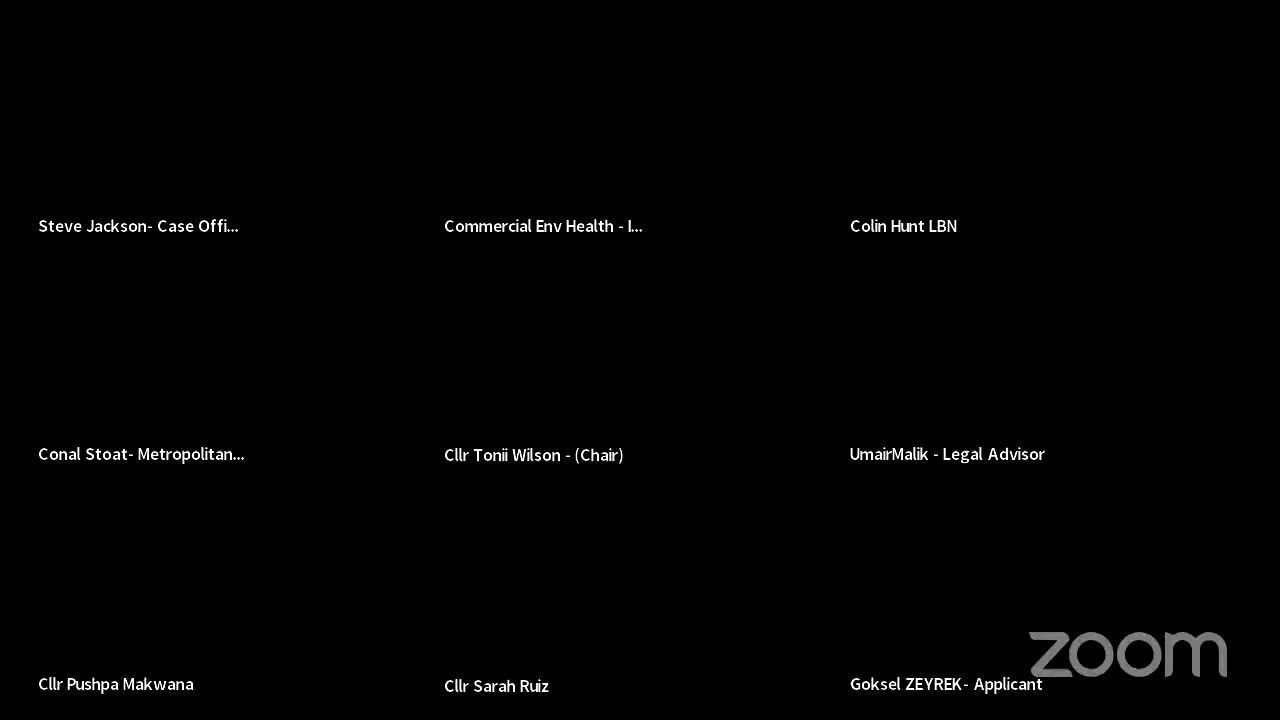 Steve Jackson- Case Offi...
Commercial Env Health - I...
Colin Hunt LBN
Conal Stoat- Metropolitan...
Cllr Tonii Wilson - (Chair)
UmairMalik - Legal Advisor
Cllr Pushpa Makwana
Cllr Sarah Ruiz
Goksel ZEYREK- Applicant
zoom